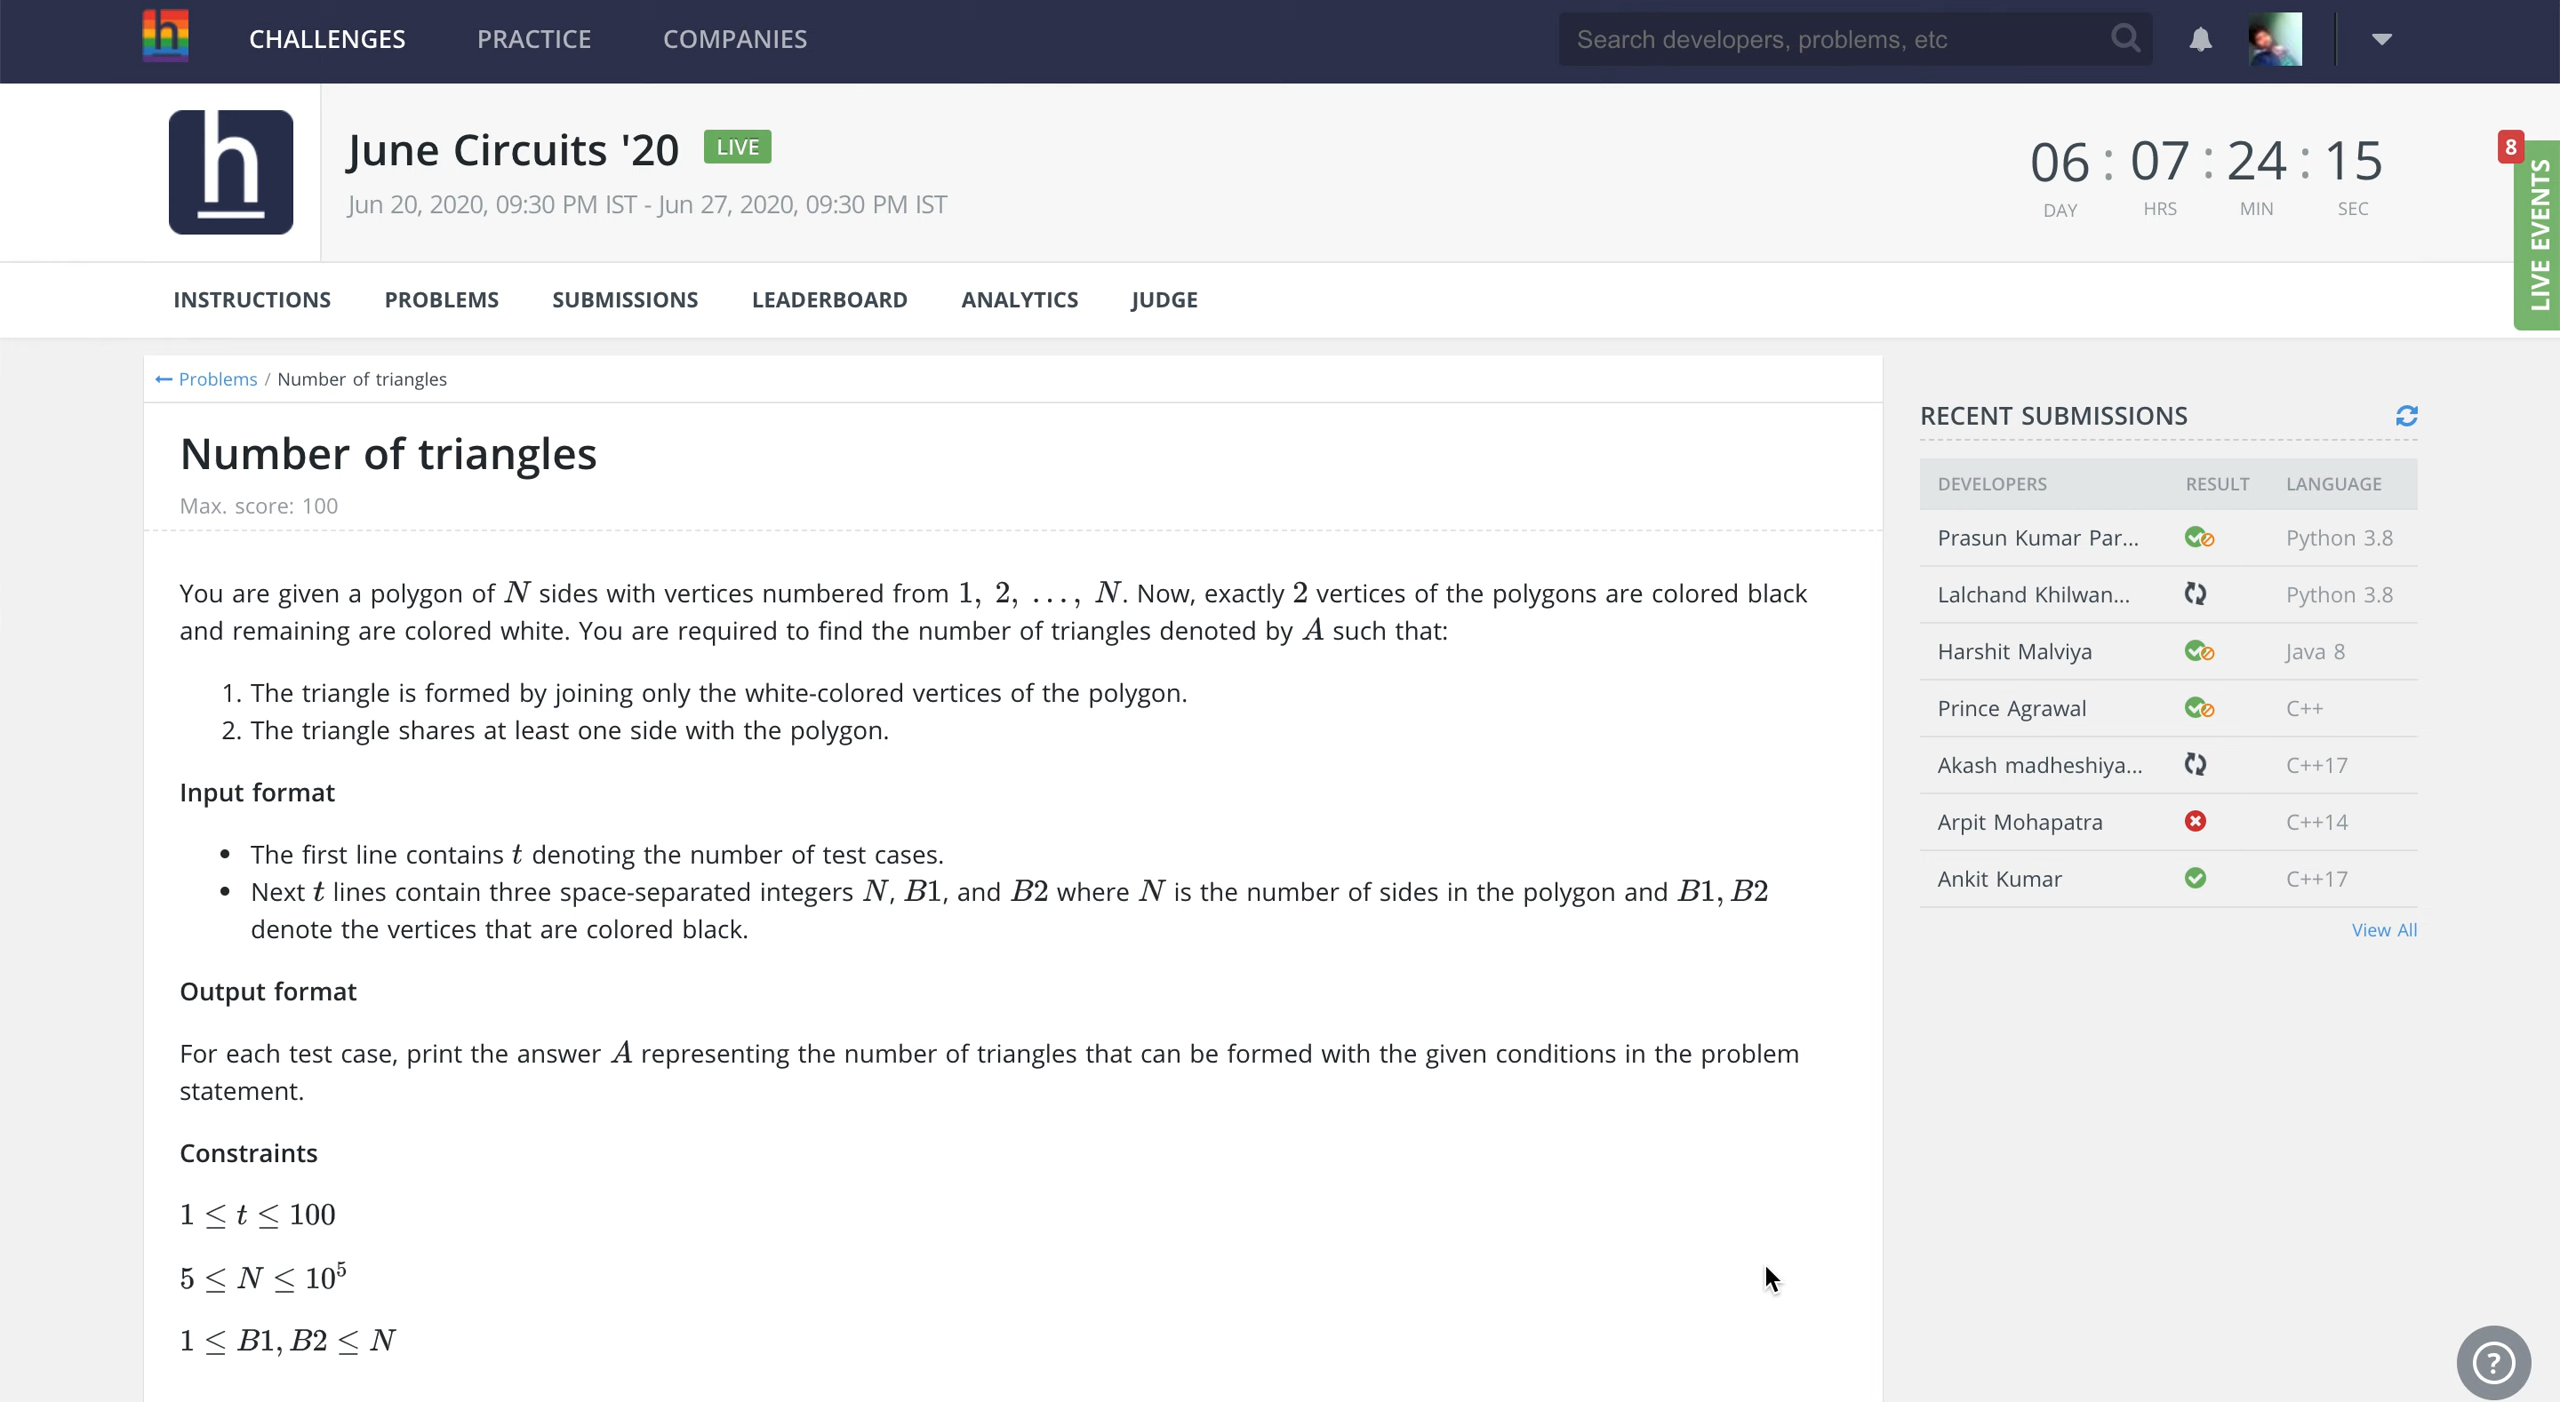 h
CHALLENGES PRACTICE COMPANIES Search developers, problems, etc
h
June Circuits '20 LIVE
Jun 20, 2020, 09:30 PM IST - Jun 27, 2020, 09:30 PM IST
06 : 07 : 24 : 15
DAY HRS MIN SEC
8
LIVE EVENTS
INSTRUCTIONS PROBLEMS SUBMISSIONS LEADERBOARD ANALYTICS JUDGE
← Problems / Number of triangles
Number of triangles
Max. score: 100
You are given a polygon of N sides with vertices numbered from 1, 2, ..., N. Now, exactly 2 vertices of the polygons are colored black
and remaining are colored white. You are required to find the number of triangles denoted by A such that:
1. The triangle is formed by joining only the white-colored vertices of the polygon.
2. The triangle shares at least one side with the polygon.
Input format
• The first line contains t denoting the number of test cases.
• Next t lines contain three space-separated integers N, B1, and B2 where N is the number of sides in the polygon and B1, B2
denote the vertices that are colored black.
Output format
For each test case, print the answer A representing the number of triangles that can be formed with the given conditions in the problem
statement.
Constraints
1 ≤ t ≤ 100
5 ≤ N ≤ 10⁵
1 ≤ B1, B2 ≤ N
RECENT SUBMISSIONS
DEVELOPERS RESULT LANGUAGE
Prasun Kumar Par... Python 3.8
Lalchand Khilwan... Python 3.8
Harshit Malviya Java 8
Prince Agrawal C++
Akash madheshiya... C++17
Arpit Mohapatra C++14
Ankit Kumar C++17
View All
?